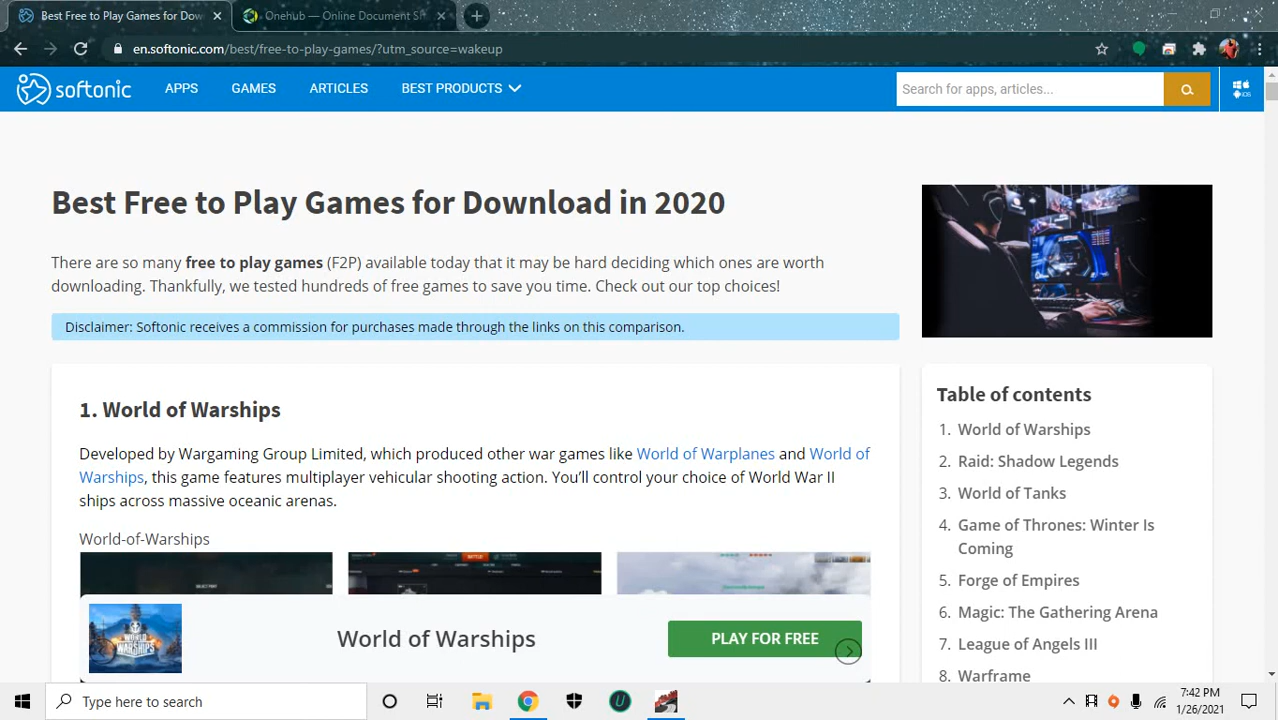 Best Free to Play Games for Dow
Onehub — Online Document S
en.softonic.com/best/free-to-play-games/?utm_source=wakeup
softonic
APPS
GAMES
ARTICLES
BEST PRODUCTS
Search for apps, articles...
iOS
Best Free to Play Games for Download in 2020
There are so many free to play games (F2P) available today that it may be hard deciding which ones are worth
downloading. Thankfully, we tested hundreds of free games to save you time. Check out our top choices!
Disclaimer: Softonic receives a commission for purchases made through the links on this comparison.
1. World of Warships
Developed by Wargaming Group Limited, which produced other war games like World of Warplanes and World of
Warships, this game features multiplayer vehicular shooting action. You'll control your choice of World War II
ships across massive oceanic arenas.
World-of-Warships
WORLD OF WARSHIPS
World of Warships
PLAY FOR FREE
Table of contents
1. World of Warships
2. Raid: Shadow Legends
3. World of Tanks
4. Game of Thrones: Winter Is
Coming
5. Forge of Empires
6. Magic: The Gathering Arena
7. League of Angels III
8. Warframe
Type here to search
7:42 PM
1/26/2021